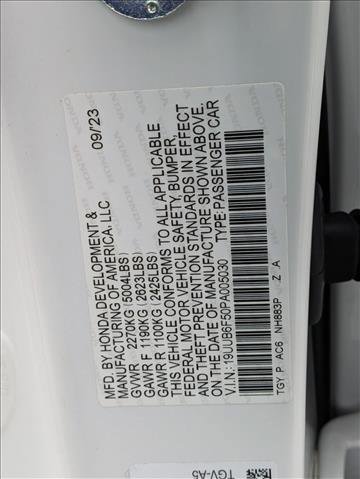 MFD. BY HONDA DEVELOPMENT &
MANUFACTURING OF AMERICA, LLC 09/'23
GVWR 2270KG (5004LBS)
GAWR F 1190KG (2623LBS)
GAWR R 1100KG (2425LBS)
THIS VEHICLE CONFORMS TO ALL APPLICABLE
FEDERAL MOTOR VEHICLE SAFETY, BUMPER,
AND THEFT PREVENTION STANDARDS IN EFFECT
ON THE DATE OF MANUFACTURE SHOWN ABOVE.
V.I.N: 19UUB6F50PA005030 TYPE:PASSENGER CAR
TGY P AC6 NH883P Z A
TGV-A5